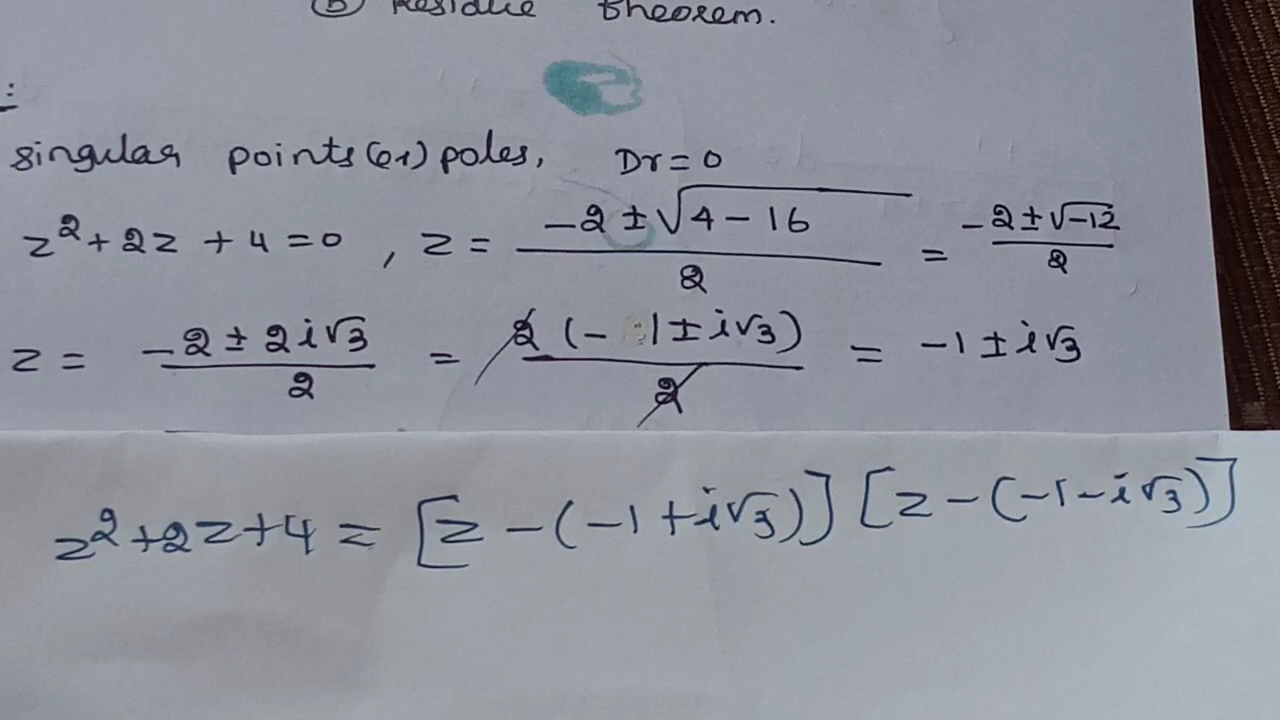 (b) Residue theorem.
:
singular points (or) poles, Dr = 0
z² + 2z + 4 = 0 , z = (-2 ± √(4 - 16))/2 = (-2 ± √-12)/2
z = (-2 ± 2i√3)/2 = 2(-1 ± i√3)/2 = -1 ± i√3
z² + 2z + 4 = [z - (-1 + i√3)] [z - (-1 - i√3)]